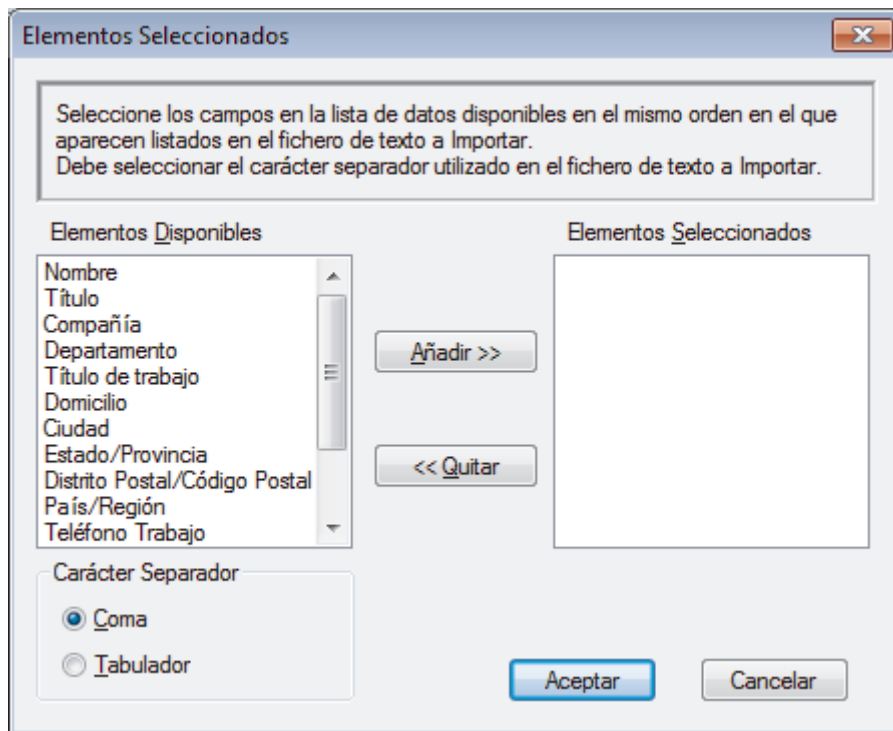 Elementos Seleccionados
Seleccione los campos en la lista de datos disponibles en el mismo orden en el que
aparecen listados en el fichero de texto a Importar.
Debe seleccionar el carácter separador utilizado en el fichero de texto a Importar.
Elementos Disponibles
Nombre
Título
Compañía
Departamento
Título de trabajo
Domicilio
Ciudad
Estado/Provincia
Distrito Postal/Código Postal
País/Región
Teléfono Trabajo
Añadir >>
<< Quitar
Elementos Seleccionados
Carácter Separador
Coma
Tabulador
Aceptar
Cancelar